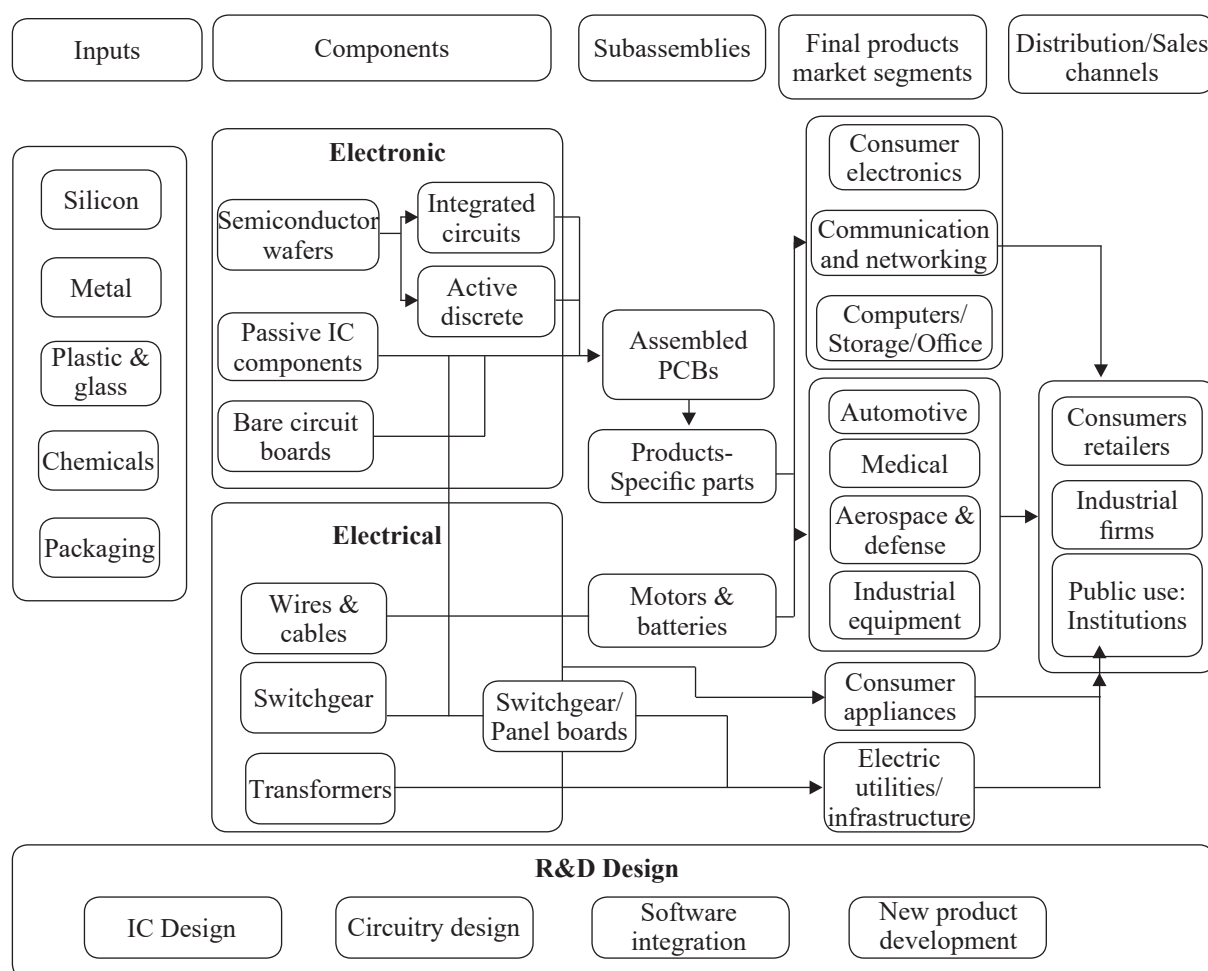 Inputs
Components
Subassemblies
Final products
market segments
Distribution/Sales
channels
Silicon
Metal
Plastic &
glass
Chemicals
Packaging
Electronic
Semiconductor
wafers
Integrated
circuits
Active
discrete
Passive IC
components
Bare circuit
boards
Electrical
Wires &
cables
Switchgear
Transformers
Switchgear/
Panel boards
Assembled
PCBs
Products-
Specific parts
Motors &
batteries
Consumer
electronics
Communication
and networking
Computers/
Storage/Office
Automotive
Medical
Aerospace &
defense
Industrial
equipment
Consumer
appliances
Electric
utilities/
infrastructure
Consumers
retailers
Industrial
firms
Public use:
Institutions
R&D Design
IC Design
Circuitry design
Software
integration
New product
development